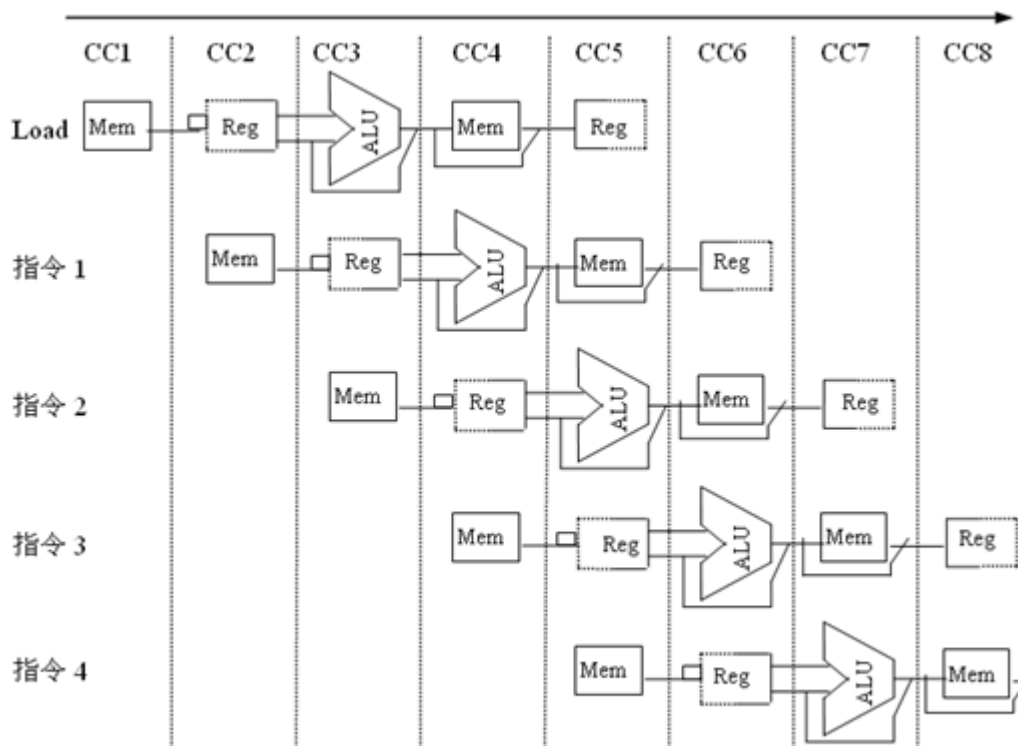 CC1 CC2 CC3 CC4 CC5 CC6 CC7 CC8
Load Mem Reg ALU Mem Reg
指令 1 Mem Reg ALU Mem Reg
指令 2 Mem Reg ALU Mem Reg
指令 3 Mem Reg ALU Mem Reg
指令 4 Mem Reg ALU Mem